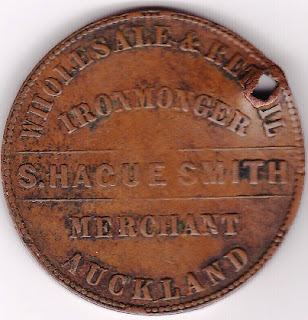 WHOLESALE & RETAIL
IRONMONGER
S. HAGUE SMITH
MERCHANT
AUCKLAND